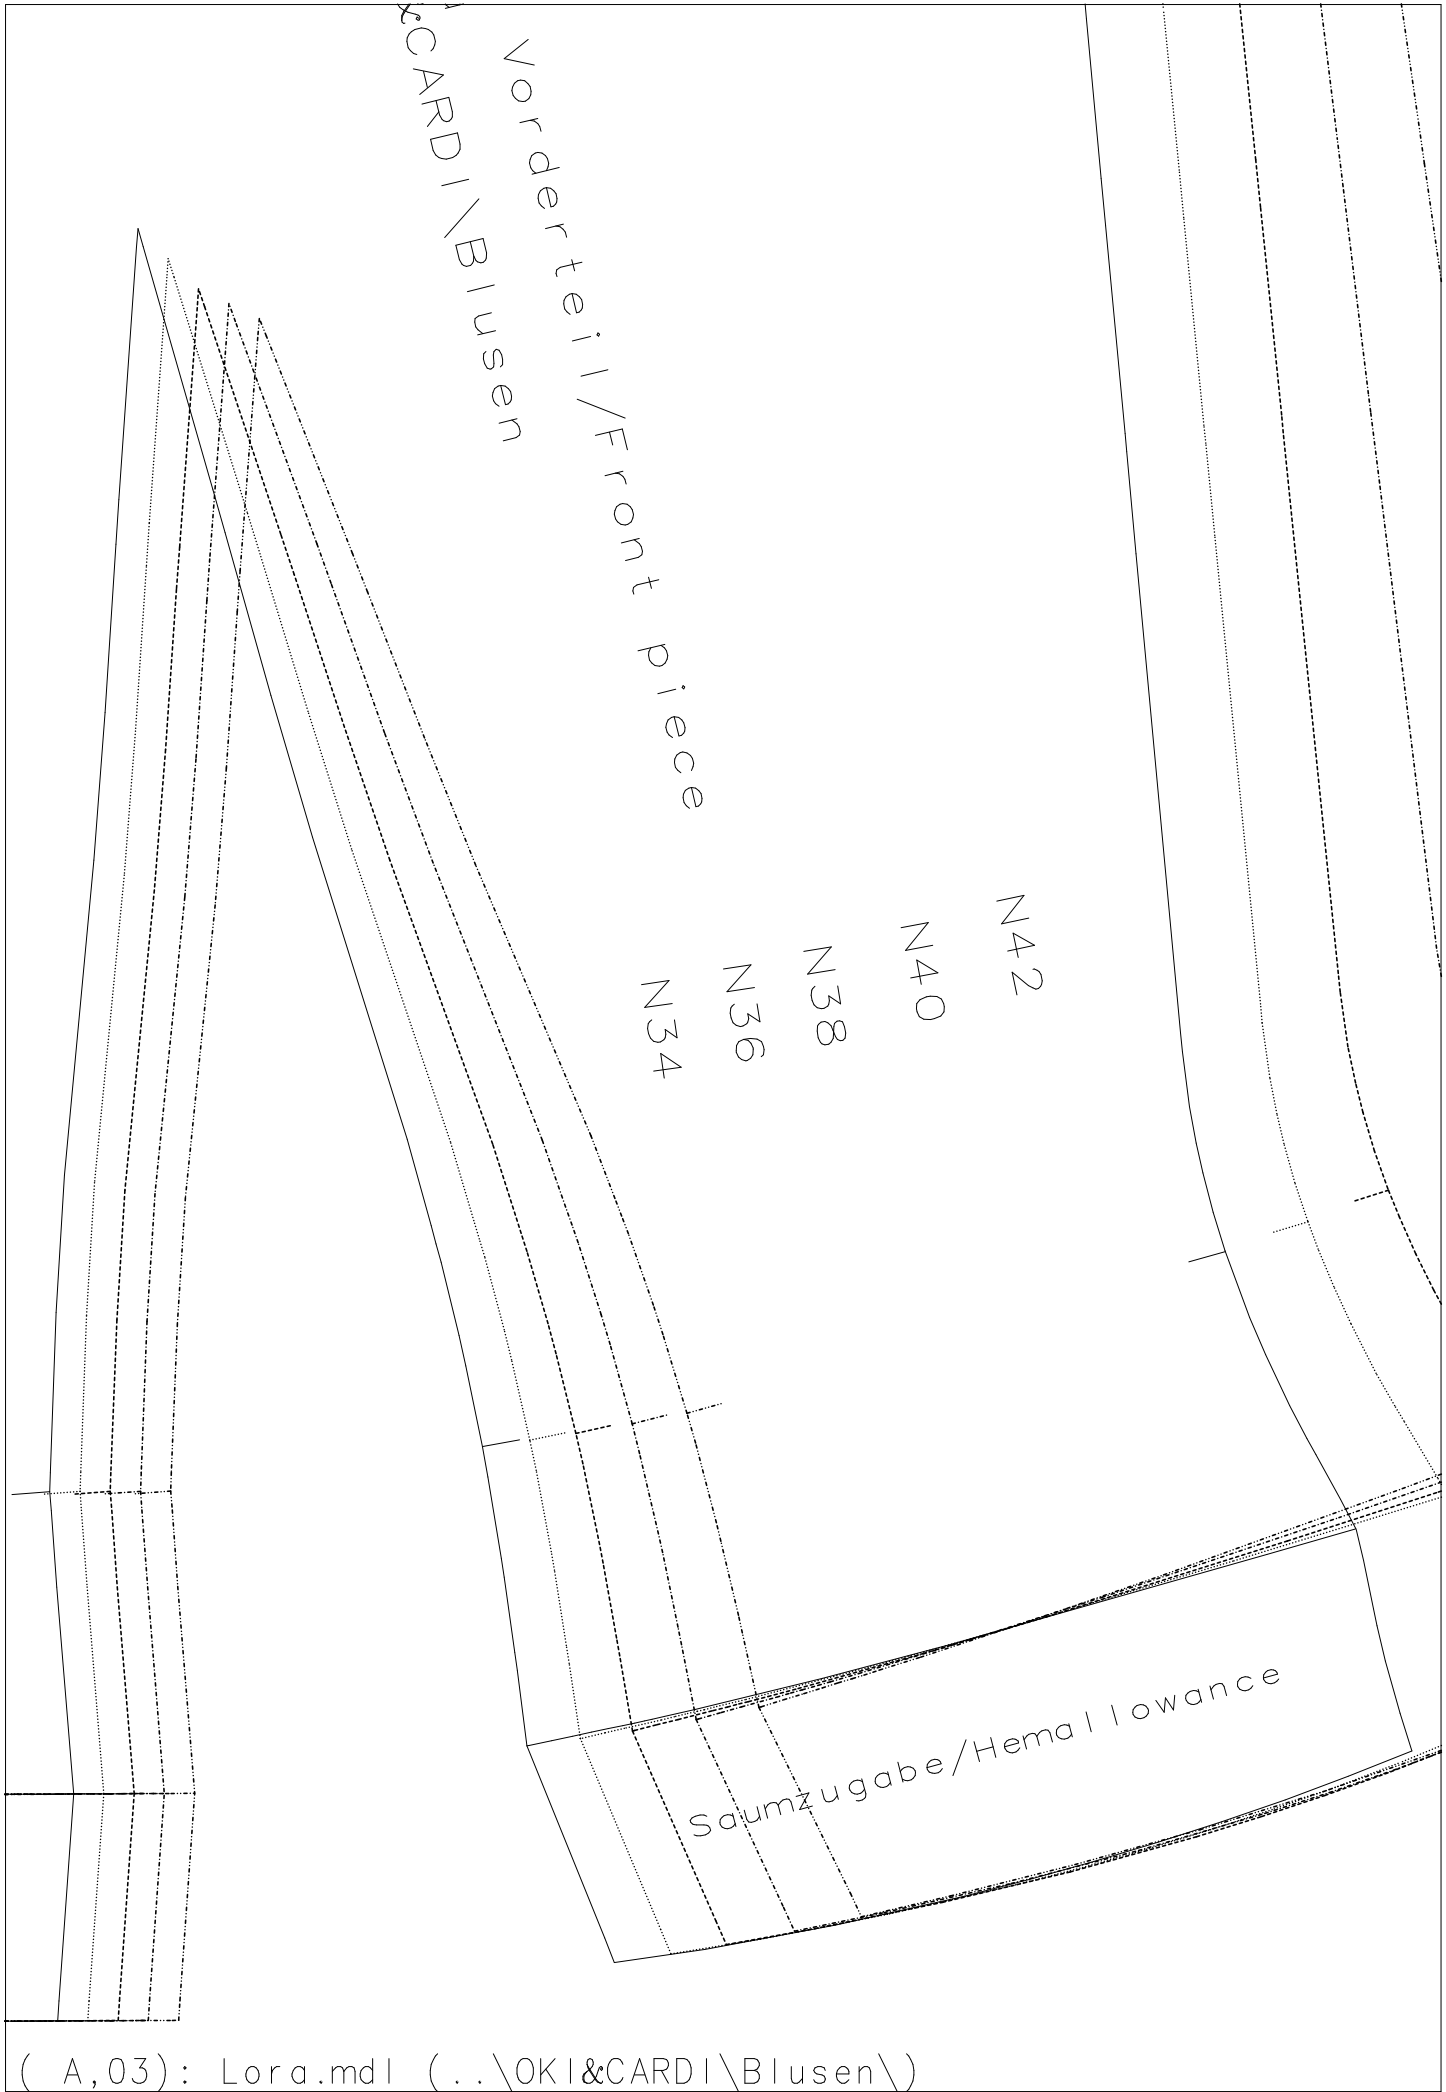 Vorderteil/Front piece
&CARDI\Blusen
N42
N40
N38
N36
N34
Saumzugabe/Hemallowance
( A,03): Lora.mdl (..\OKI&CARDI\Blusen\)